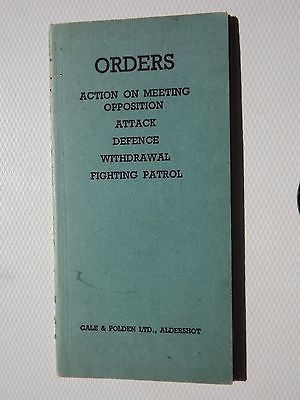 ORDERS
ACTION ON MEETING
OPPOSITION
ATTACK
DEFENCE
WITHDRAWAL
FIGHTING PATROL
GALE & POLDEN LTD., ALDERSHOT